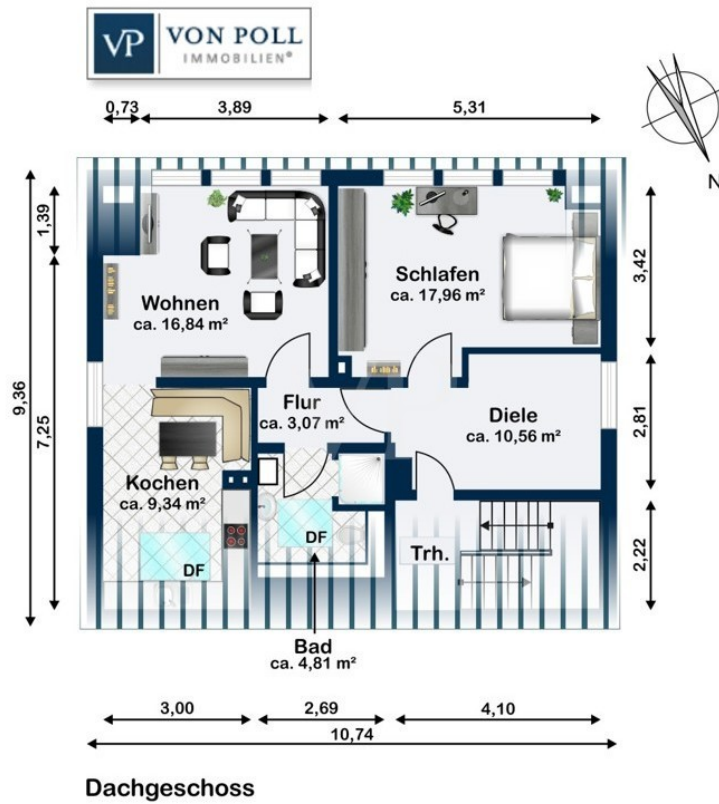 VP VON POLL
IMMOBILIEN®
0,73 3,89 5,31
N
1,39
3,42
Wohnen
ca. 16,84 m²
Schlafen
ca. 17,96 m²
9,36
7,25
Flur
ca. 3,07 m²
Diele
ca. 10,56 m²
2,81
Kochen
ca. 9,34 m²
DF
DF
Trh.
2,22
Bad
ca. 4,81 m²
3,00 2,69 4,10
10,74
Dachgeschoss